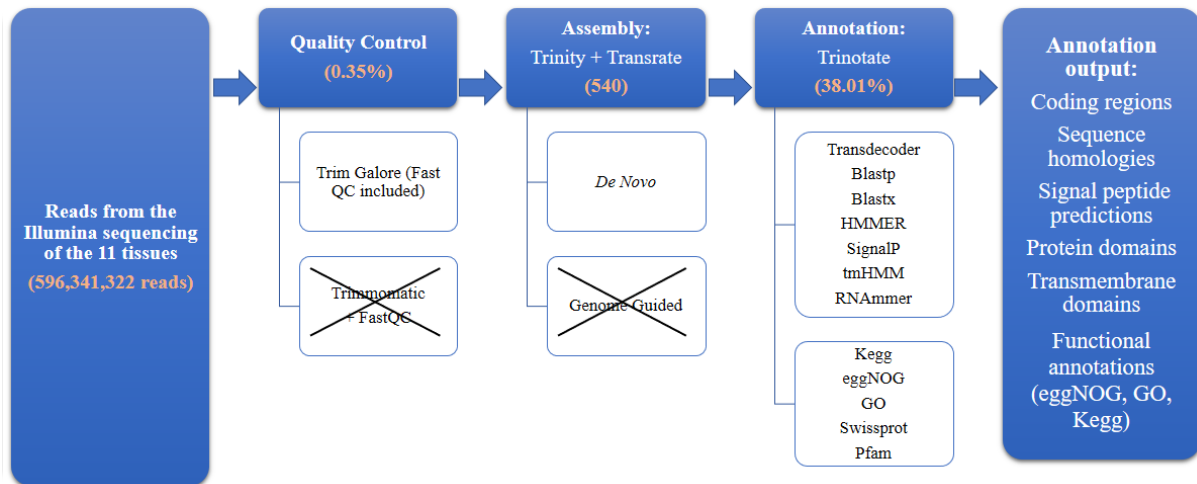 Reads from the
Illumina sequencing
of the 11 tissues
(596,341,322 reads)
Quality Control
(0.35%)
Trim Galore (Fast
QC included)
Trimmomatic
+ FastQC
Assembly:
Trinity + Transrate
(540)
De Novo
Genome Guided
Annotation:
Trinotate
(38.01%)
Transdecoder
Blastp
Blastx
HMMER
SignalP
tmHMM
RNAmmer
Kegg
eggNOG
GO
Swissprot
Pfam
Annotation
output:
Coding regions
Sequence
homologies
Signal peptide
predictions
Protein domains
Transmembrane
domains
Functional
annotations
(eggNOG, GO,
Kegg)